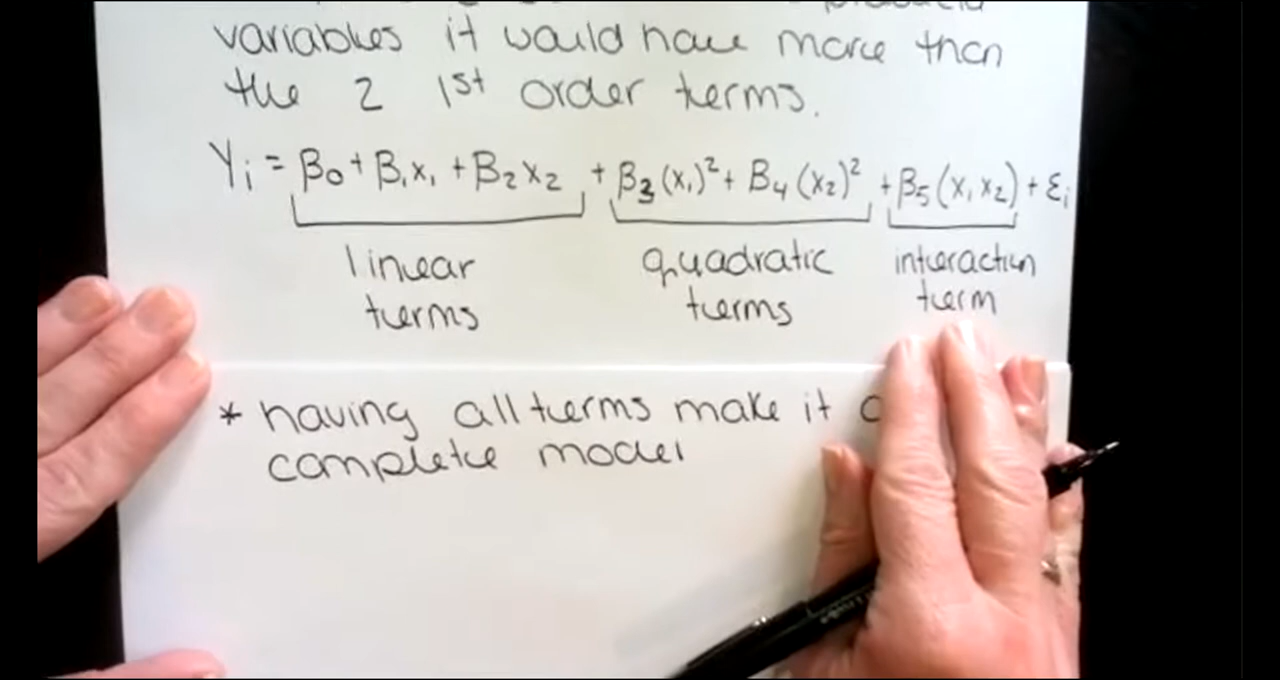 variables it would have more than
the 2 1st order terms.
Yᵢ = β₀ + β₁x₁ + β₂x₂ + β₃(x₁)² + β₄(x₂)² + β₅(x₁x₂) + εᵢ
linear quadratic interaction
terms terms term
* having all terms make it
complete model